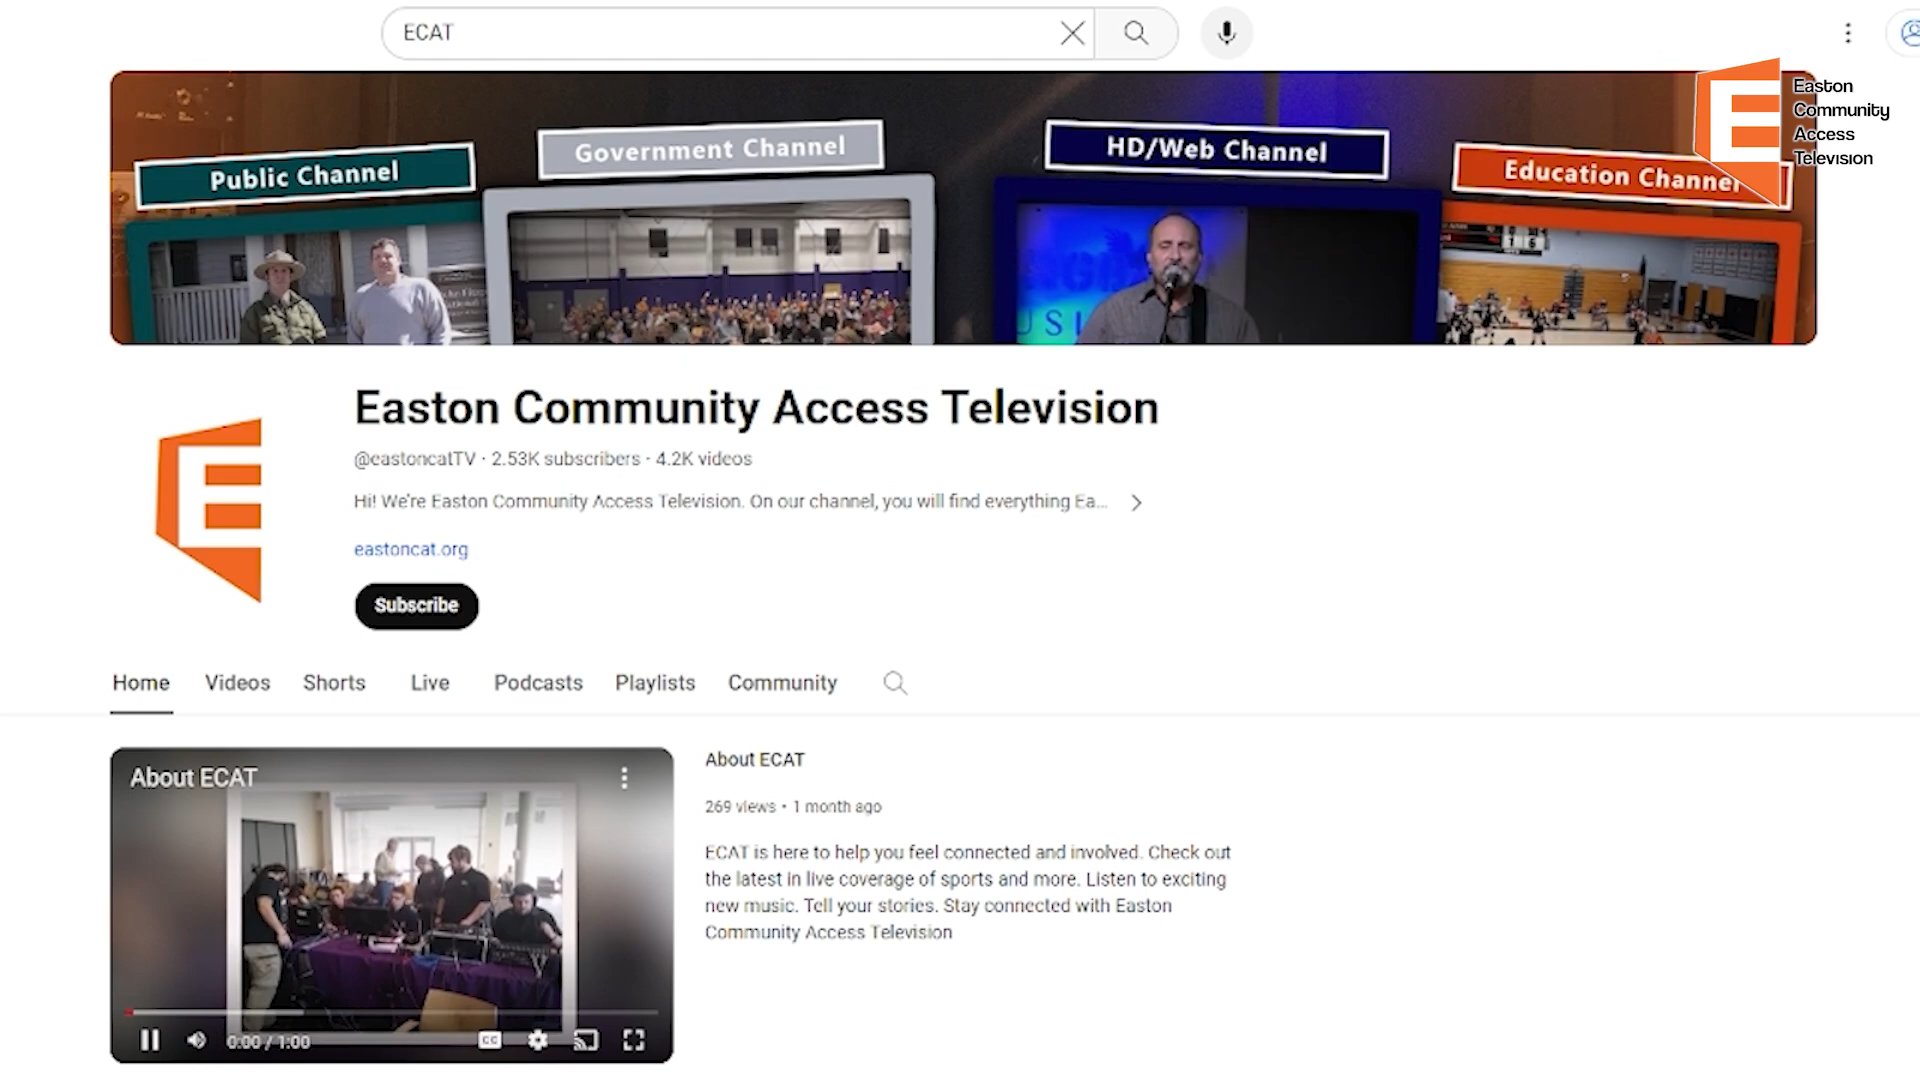 ECAT
Easton
Community
Access
Television
Public Channel
Government Channel
HD/Web Channel
Education Channel
USI
Easton Community Access Television
@eastoncatTV · 2.53K subscribers · 4.2K videos
Hi! We're Easton Community Access Television. On our channel, you will find everything Ea...
eastoncat.org
Subscribe
Home Videos Shorts Live Podcasts Playlists Community
About ECAT
0:00 / 1:00
CC
About ECAT
269 views • 1 month ago
ECAT is here to help you feel connected and involved. Check out
the latest in live coverage of sports and more. Listen to exciting
new music. Tell your stories. Stay connected with Easton
Community Access Television